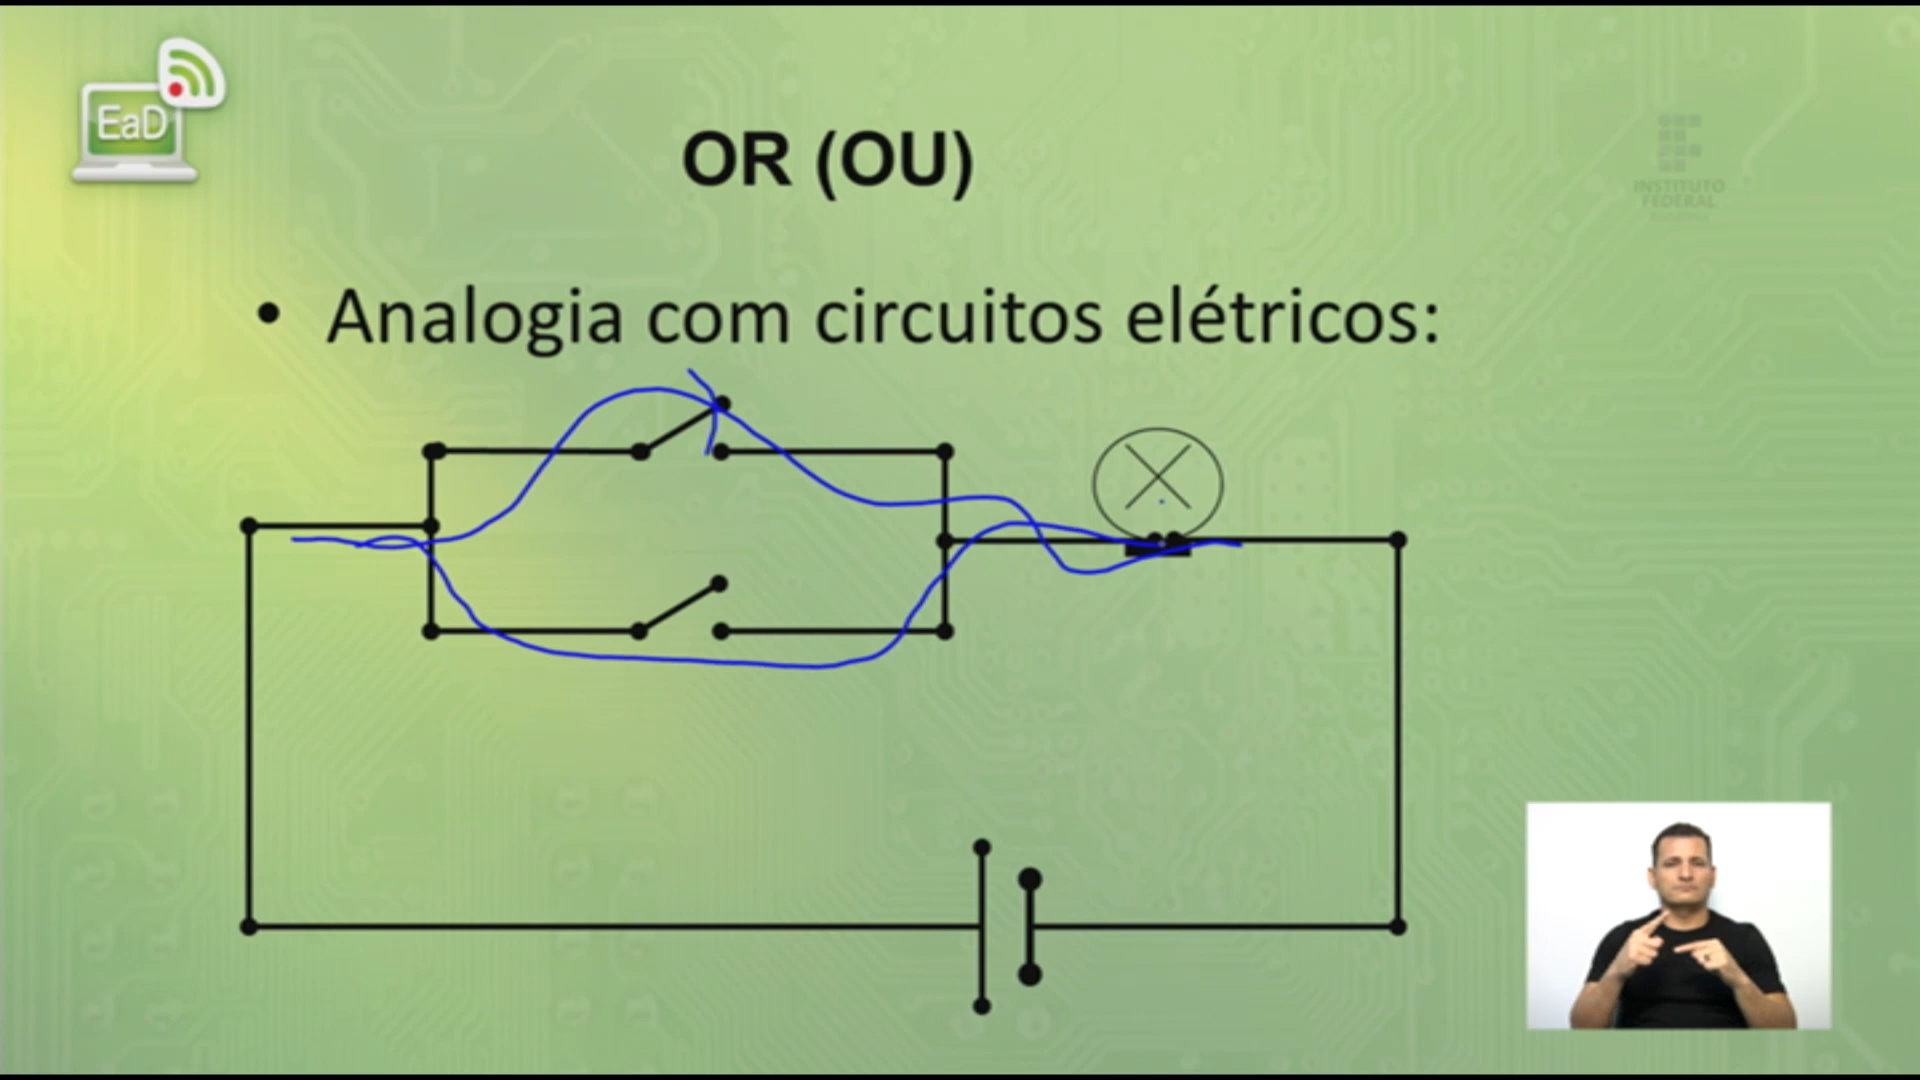 EaD
OR (OU)
INSTITUTO
FEDERAL
• Analogia com circuitos elétricos: